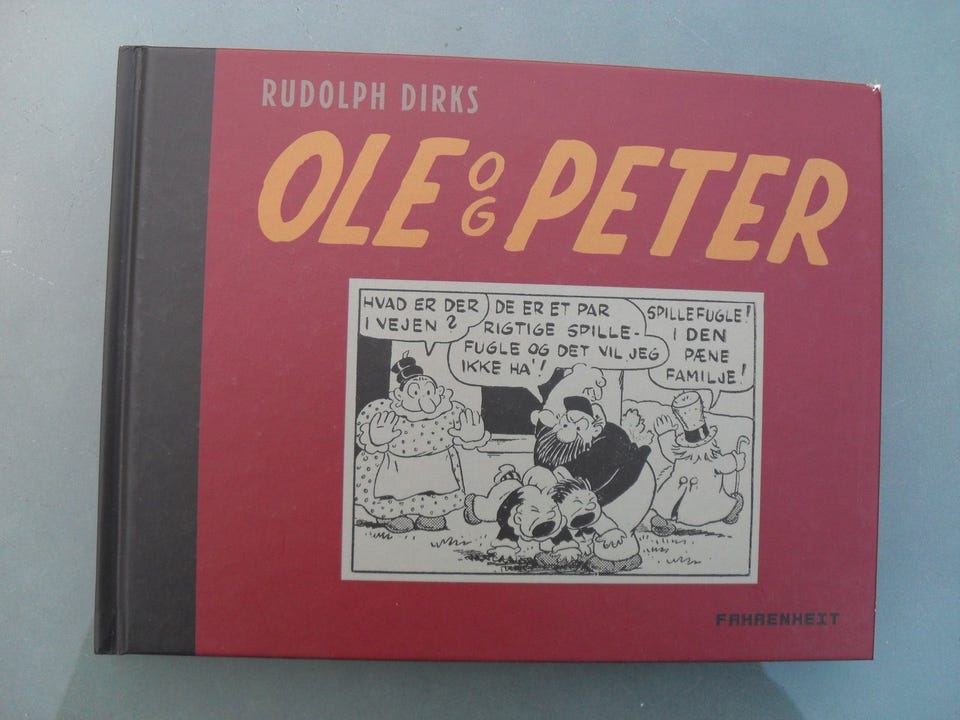 RUDOLPH DIRKS
OLE OG PETER
HVAD ER DER
I VEJEN?
DE ER ET PAR
RIGTIGE SPILLE-
FUGLE OG DET VIL JEG
IKKE HA'!
SPILLEFUGLE!
I DEN
PÆNE
FAMILJE!
FAHRENHEIT